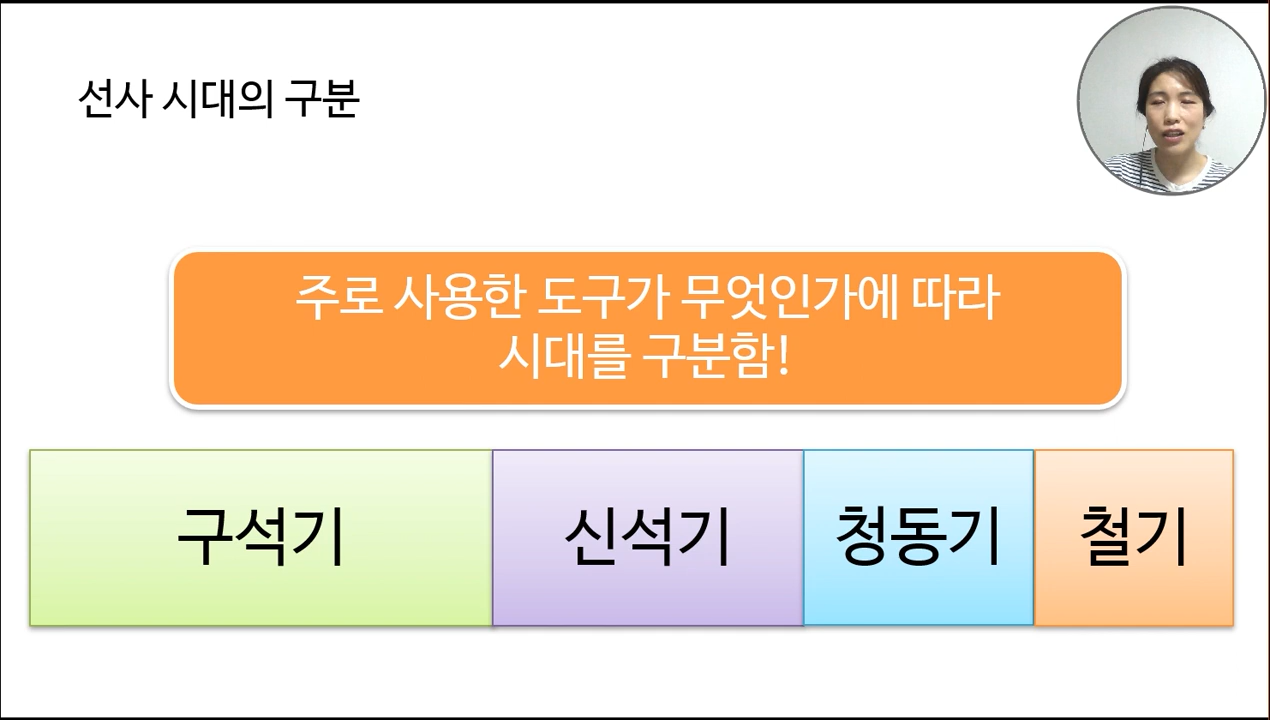 선사 시대의 구분
주로 사용한 도구가 무엇인가에 따라
시대를 구분함!
구석기
신석기
청동기
철기